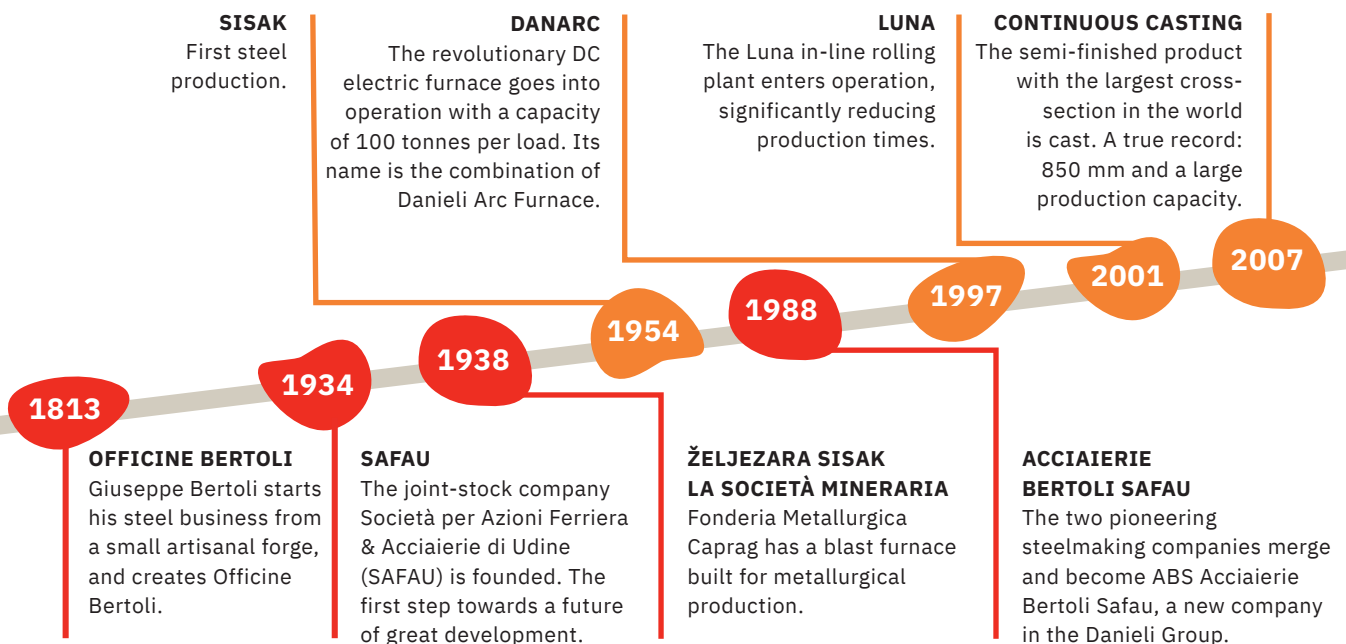 SISAK
First steel
production.
DANARC
The revolutionary DC
electric furnace goes into
operation with a capacity
of 100 tonnes per load. Its
name is the combination of
Danieli Arc Furnace.
LUNA
The Luna in-line rolling
plant enters operation,
significantly reducing
production times.
CONTINUOUS CASTING
The semi-finished product
with the largest cross-
section in the world
is cast. A true record:
850 mm and a large
production capacity.
1813
1934
1938
1954
1988
1997
2001
2007
OFFICINE BERTOLI
Giuseppe Bertoli starts
his steel business from
a small artisanal forge,
and creates Officine
Bertoli.
SAFAU
The joint-stock company
Società per Azioni Ferriera
& Acciaierie di Udine
(SAFAU) is founded. The
first step towards a future
of great development.
ŽELJEZARA SISAK
LA SOCIETÀ MINERARIA
Fonderia Metallurgica
Caprag has a blast furnace
built for metallurgical
production.
ACCIAIERIE
BERTOLI SAFAU
The two pioneering
steelmaking companies merge
and become ABS Acciaierie
Bertoli Safau, a new company
in the Danieli Group.